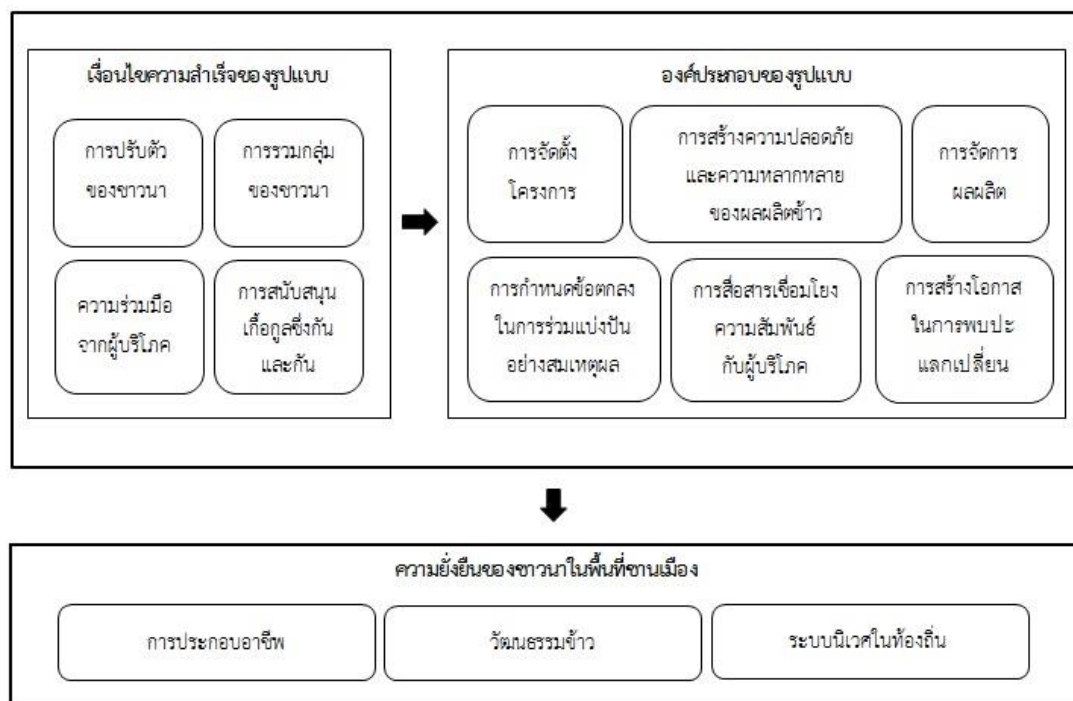 เงื่อนไขความสำเร็จของรูปแบบ
การปรับตัว
ของชาวนา
การรวมกลุ่ม
ของชาวนา
ความร่วมมือ
จากผู้บริโภค
การสนับสนุน
เกื้อกูลซึ่งกัน
และกัน
องค์ประกอบของรูปแบบ
การจัดตั้ง
โครงการ
การสร้างความปลอดภัย
และความหลากหลาย
ของผลผลิตข้าว
การจัดการ
ผลผลิต
การกำหนดข้อตกลง
ในการร่วมแบ่งปัน
อย่างสมเหตุผล
การสื่อสารเชื่อมโยง
ความสัมพันธ์
กับผู้บริโภค
การสร้างโอกาส
ในการพบปะ
แลกเปลี่ยน
ความยั่งยืนของชาวนาในพื้นที่ชานเมือง
การประกอบอาชีพ
วัฒนธรรมข้าว
ระบบนิเวศในท้องถิ่น